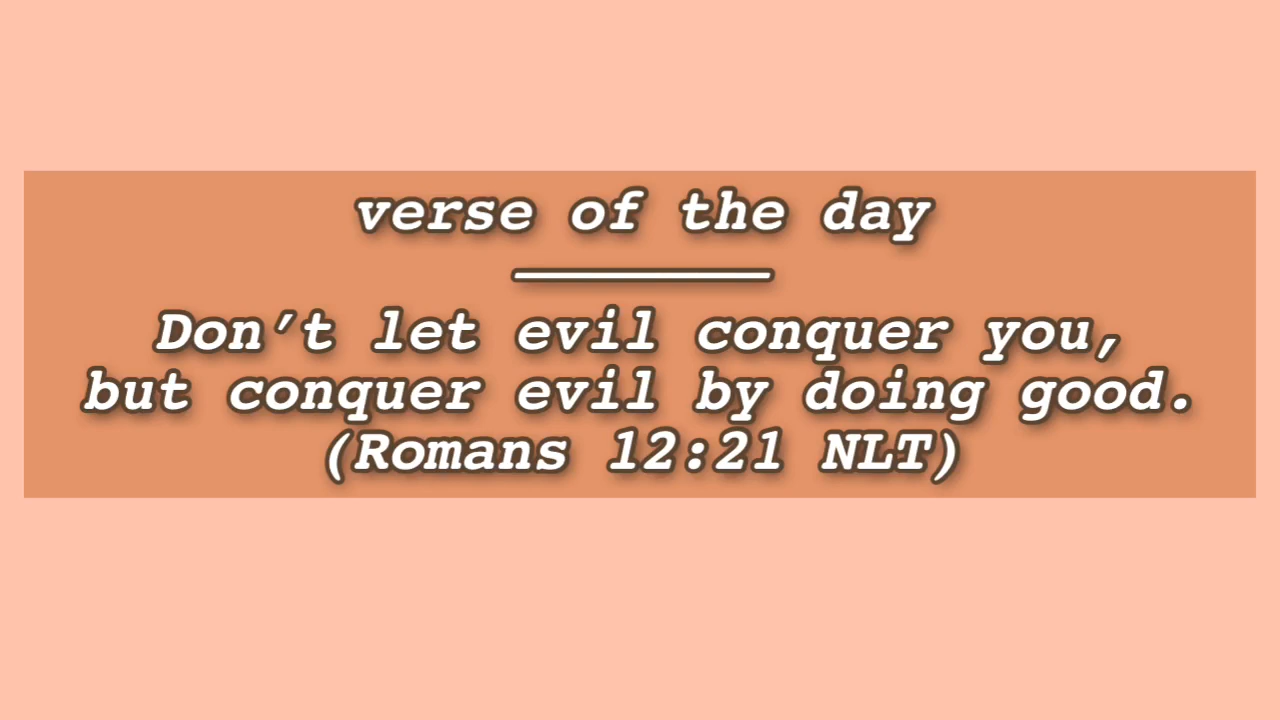 verse of the day
Don’t let evil conquer you,
but conquer evil by doing good.
(Romans 12:21 NLT)